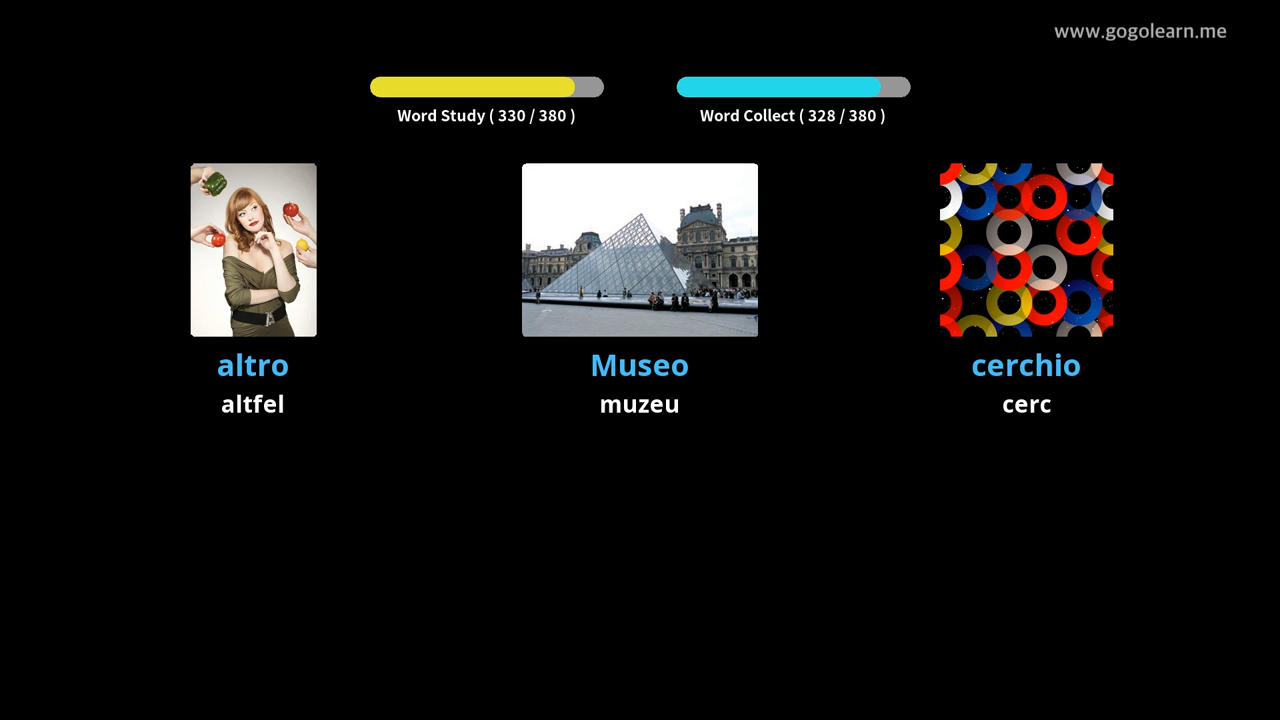 www.gogolearn.me
Word Study ( 330 / 380 )
Word Collect ( 328 / 380 )
altro
altfel
Museo
muzeu
cerchio
cerc